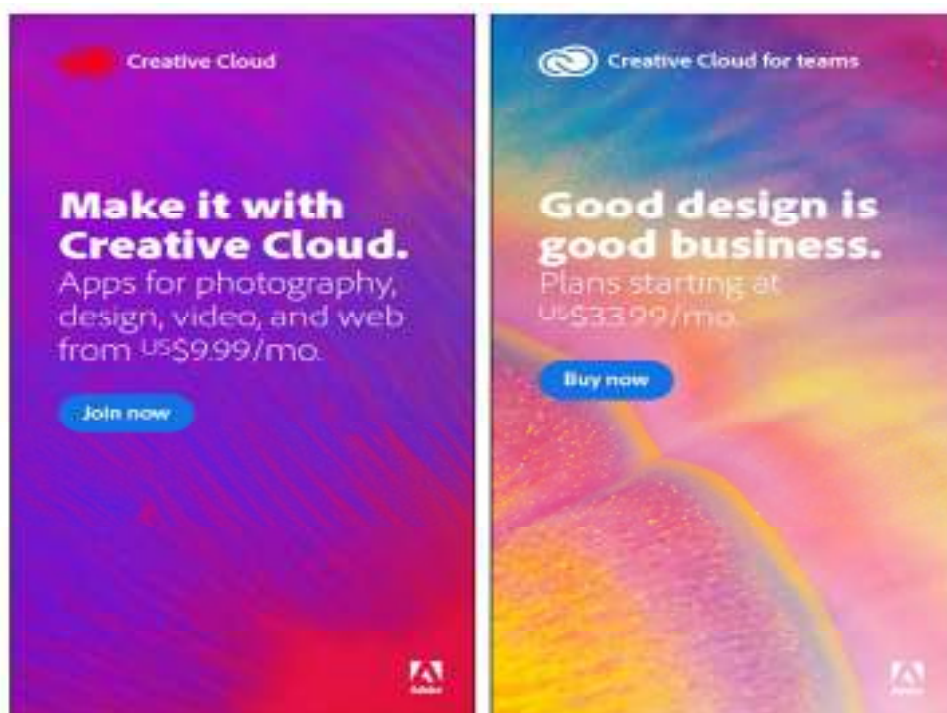 Creative Cloud
Make it with
Creative Cloud.
Apps for photography,
design, video, and web
from US$9.99/mo.
Join now
Adobe
Creative Cloud for teams
Good design is
good business.
Plans starting at
US$33.99/mo.
Buy now
Adobe